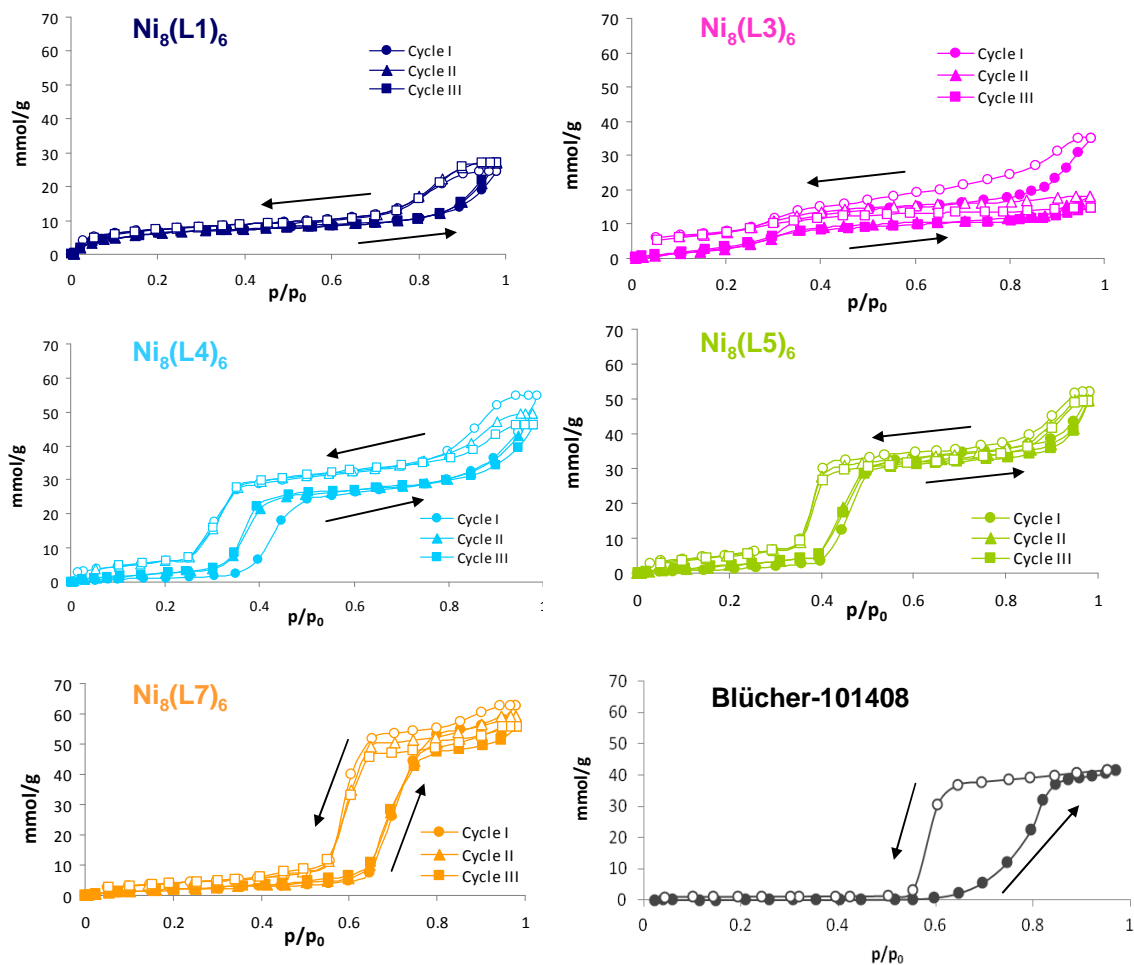 Ni8(L1)6
70
60
50
40
30
20
10
0
mmol/g
Cycle I
Cycle II
Cycle III
0
0.2
0.4
0.6
0.8
1
p/p0
Ni8(L3)6
70
60
50
40
30
20
10
0
mmol/g
Cycle I
Cycle II
Cycle III
0
0.2
0.4
0.6
0.8
1
p/p0
Ni8(L4)6
70
60
50
40
30
20
10
0
mmol/g
Cycle I
Cycle II
Cycle III
0
0.2
0.4
0.6
0.8
1
p/p0
Ni8(L5)6
70
60
50
40
30
20
10
0
mmol/g
Cycle I
Cycle II
Cycle III
0
0.2
0.4
0.6
0.8
1
p/p0
Ni8(L7)6
70
60
50
40
30
20
10
0
mmol/g
Cycle I
Cycle II
Cycle III
0
0.2
0.4
0.6
0.8
1
p/p0
Blücher-101408
70
60
50
40
30
20
10
0
mmol/g
0
0.2
0.4
0.6
0.8
1
p/p0